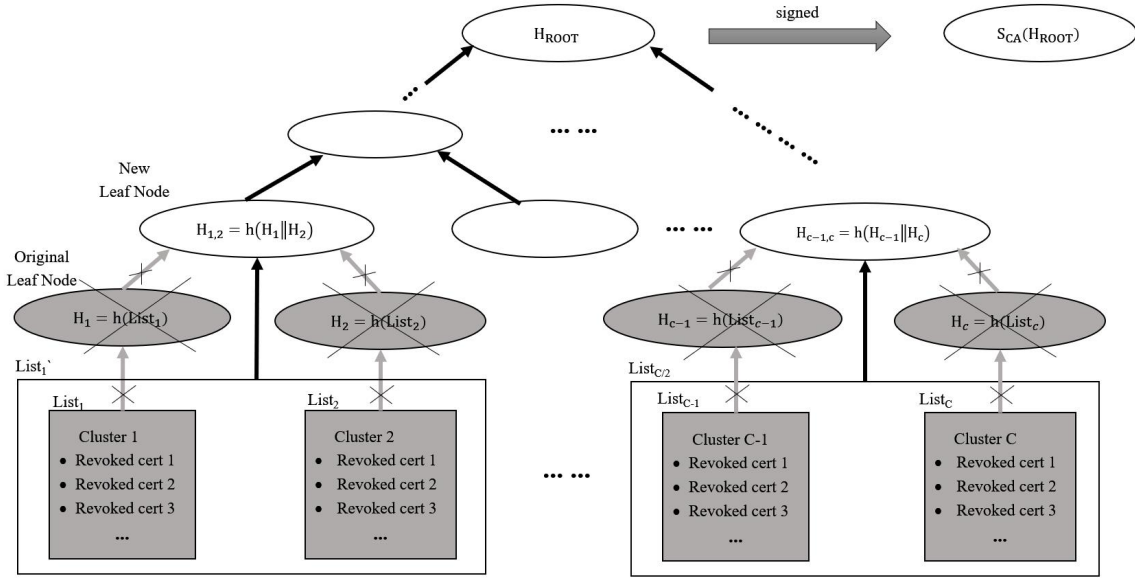 signed
H_ROOT
S_CA(H_ROOT)
... ...
... ... ...
New
Leaf Node
H_1,2 = h(H_1||H_2)
... ...
H_c−1,c = h(H_c−1||H_c)
Original
Leaf Node
H_1 = h(List_1)
H_2 = h(List_2)
H_c−1 = h(List_c−1)
H_c = h(List_c)
List_1`
List_C/2
List_1
List_2
List_C-1
List_C
Cluster 1
• Revoked cert 1
• Revoked cert 2
• Revoked cert 3
...
Cluster 2
• Revoked cert 1
• Revoked cert 2
• Revoked cert 3
...
... ...
Cluster C-1
• Revoked cert 1
• Revoked cert 2
• Revoked cert 3
...
Cluster C
• Revoked cert 1
• Revoked cert 2
• Revoked cert 3
...